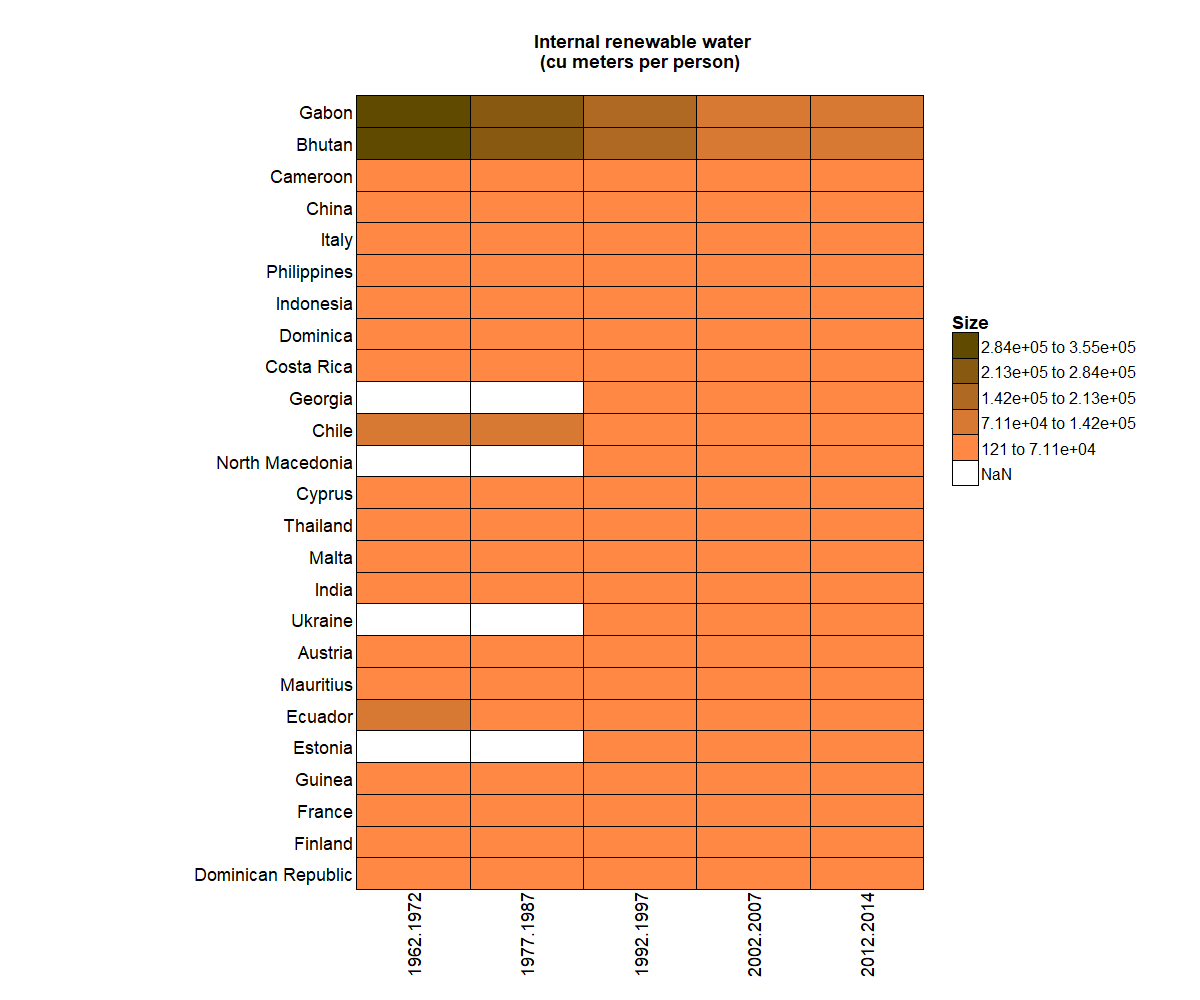 Internal renewable water
(cu meters per person)
Gabon
Bhutan
Cameroon
China
Italy
Philippines
Indonesia
Dominica
Costa Rica
Georgia
Chile
North Macedonia
Cyprus
Thailand
Malta
India
Ukraine
Austria
Mauritius
Ecuador
Estonia
Guinea
France
Finland
Dominican Republic
1962.1972
1977.1987
1992.1997
2002.2007
2012.2014
Size
2.84e+05 to 3.55e+05
2.13e+05 to 2.84e+05
1.42e+05 to 2.13e+05
7.11e+04 to 1.42e+05
121 to 7.11e+04
NaN